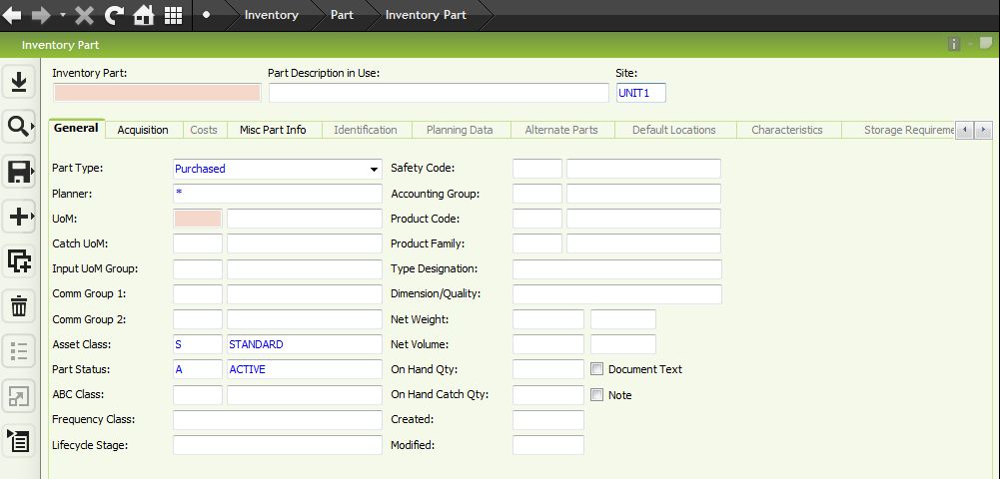 Inventory Part Inventory Part
Inventory Part
Inventory Part: Part Description in Use: Site:
UNIT1
General Acquisition Costs Misc Part Info Identification Planning Data Alternate Parts Default Locations Characteristics Storage Requireme
Part Type: Purchased Safety Code:
Planner: * Accounting Group:
UoM: Product Code:
Catch UoM: Product Family:
Input UoM Group: Type Designation:
Comm Group 1: Dimension/Quality:
Comm Group 2: Net Weight:
Asset Class: S STANDARD Net Volume:
Part Status: A ACTIVE On Hand Qty: Document Text
ABC Class: On Hand Catch Qty: Note
Frequency Class: Created:
Lifecycle Stage: Modified: